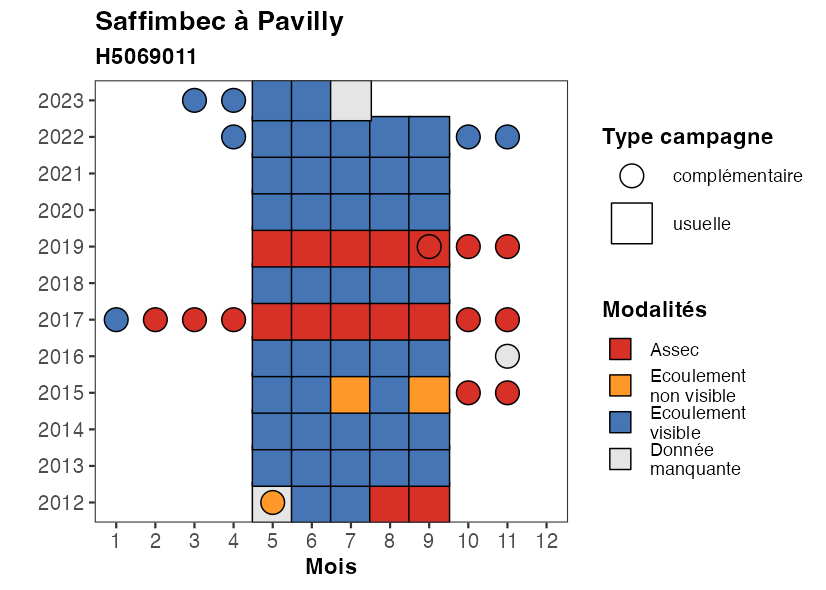 Saffimbec à Pavilly
H5069011
2023
2022
2021
2020
2019
2018
2017
2016
2015
2014
2013
2012
1 2 3 4 5 6 7 8 9 10 11 12
Mois
Type campagne
complémentaire
usuelle
Modalités
Assec
Ecoulement
non visible
Ecoulement
visible
Donnée
manquante